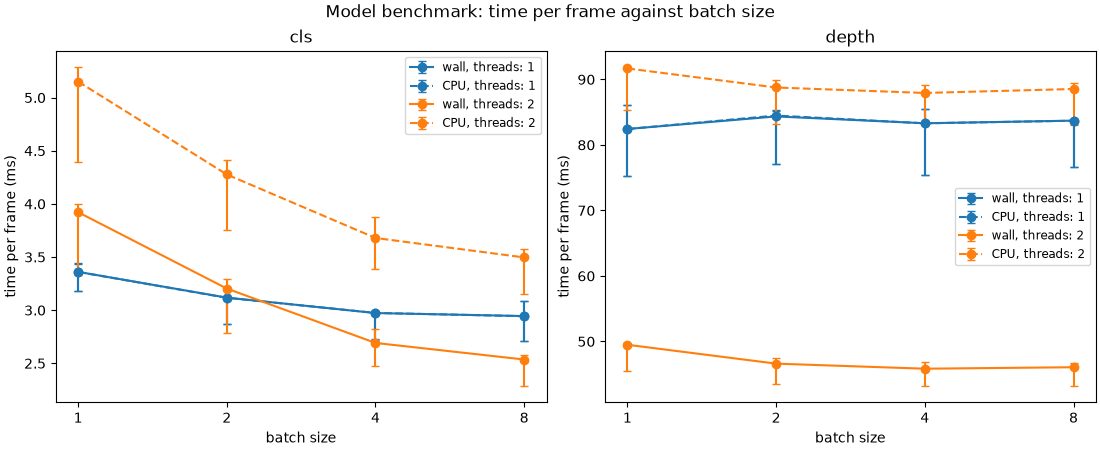 Model benchmark: time per frame against batch size
cls
time per frame (ms)
5.0
4.5
4.0
3.5
3.0
2.5
1
2
4
8
batch size
wall, threads: 1
CPU, threads: 1
wall, threads: 2
CPU, threads: 2
depth
time per frame (ms)
90
80
70
60
50
1
2
4
8
batch size
wall, threads: 1
CPU, threads: 1
wall, threads: 2
CPU, threads: 2